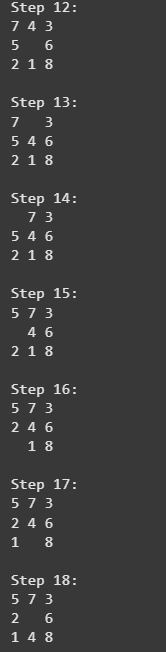 Step 12:
7 4 3
5   6
2 1 8

Step 13:
7   3
5 4 6
2 1 8

Step 14:
  7 3
5 4 6
2 1 8

Step 15:
5 7 3
  4 6
2 1 8

Step 16:
5 7 3
2 4 6
  1 8

Step 17:
5 7 3
2 4 6
1   8

Step 18:
5 7 3
2   6
1 4 8